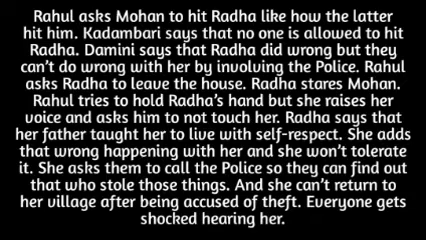 Rahul asks Mohan to hit Radha like how the latter
hit him. Kadambari says that no one is allowed to hit
Radha. Damini says that Radha did wrong but they
can't do wrong with her by involving the Police. Rahul
asks Radha to leave the house. Radha stares Mohan.
Rahul tries to hold Radha's hand but she raises her
voice and asks him to not touch her. Radha says that
her father taught her to live with self-respect. She adds
that wrong happening with her and she won't tolerate
it. She asks them to call the Police so they can find out
that who stole those things. And she can't return to
her village after being accused of theft. Everyone gets
shocked hearing her.